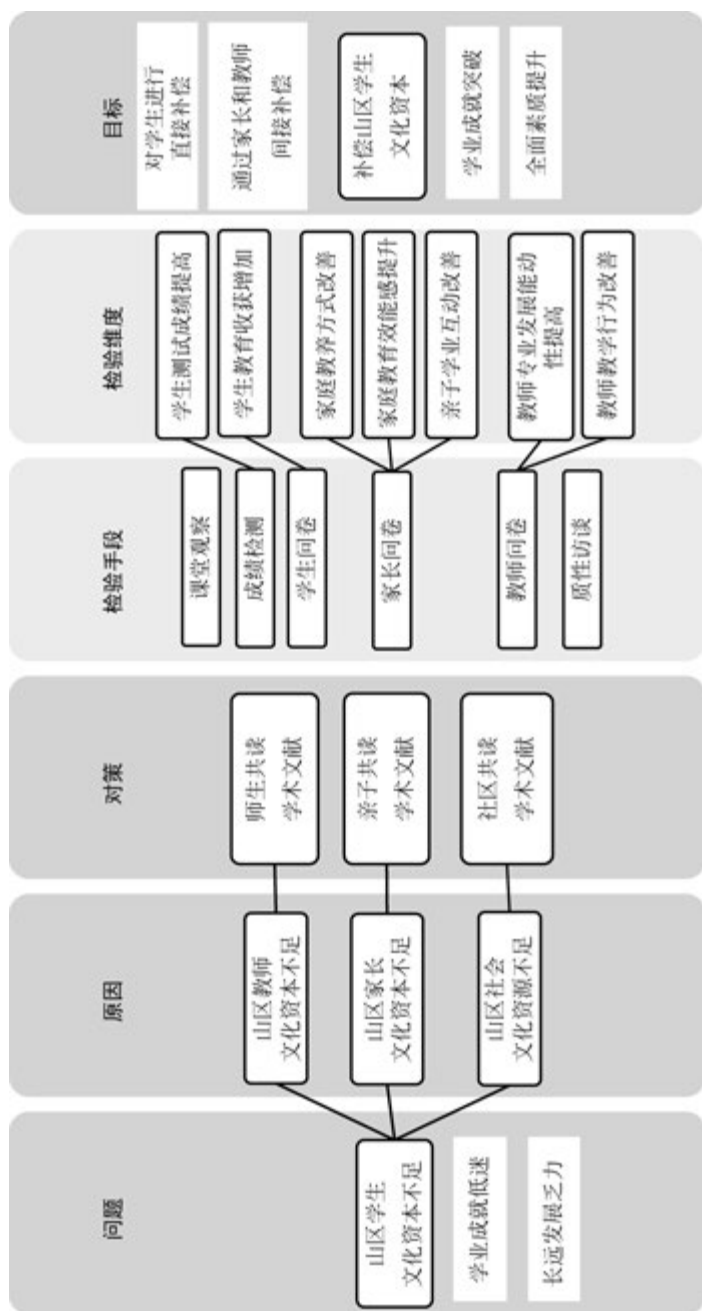 问题
山区学生
文化资本不足
学业成就低迷
长远发展乏力
原因
山区教师
文化资本不足
山区家长
文化资本不足
山区社会
文化资源不足
对策
师生共读
学术文献
亲子共读
学术文献
社区共读
学术文献
检验手段
课堂观察
成绩检测
学生问卷
家长问卷
教师问卷
质性访谈
检验维度
学生测试成绩提高
学生教育收获增加
家庭教养方式改善
家庭教育效能感提升
亲子学业互动改善
教师专业发展能动
性提高
教师教学行为改善
目标
对学生进行
直接补偿
通过家长和教师
间接补偿
补偿山区学生
文化资本
学业成就突破
全面素质提升